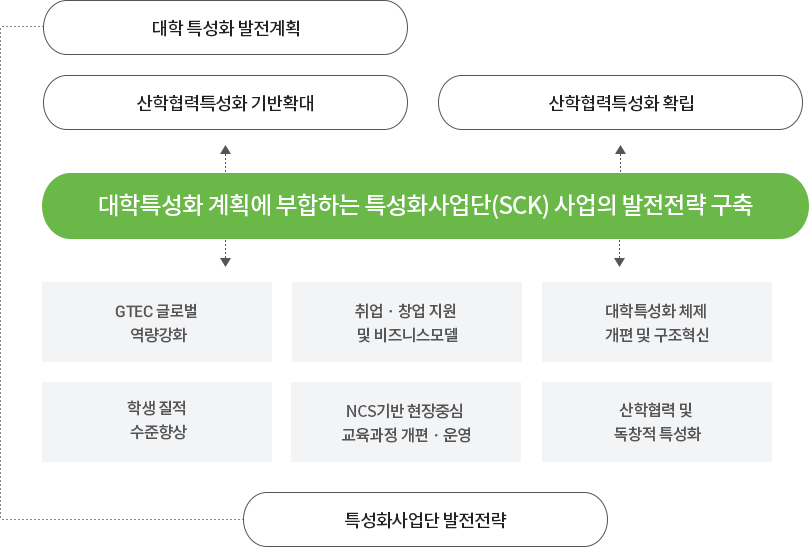 대학 특성화 발전계획
산학협력특성화 기반확대
산학협력특성화 확립
대학특성화 계획에 부합하는 특성화사업단(SCK) 사업의 발전전략 구축
GTEC 글로벌
역량강화
취업 · 창업 지원
및 비즈니스모델
대학특성화 체제
개편 및 구조혁신
학생 질적
수준향상
NCS기반 현장중심
교육과정 개편 · 운영
산학협력 및
독창적 특성화
특성화사업단 발전전략